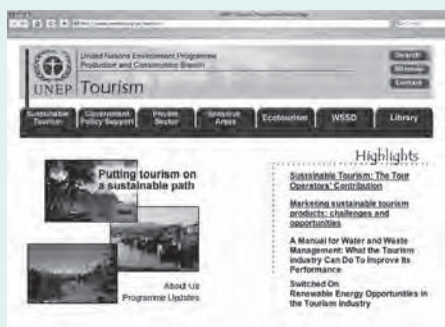 United Nations Environment Programme
Production and Consumption Branch
UNEP
Tourism
Search
Sitemap
Contact
Sustainable Tourism
Government Policy Support
Private Sector
Sensitive Areas
Ecotourism
WSSD
Library
Putting tourism on
a sustainable path
About Us
Programme Updates
Highlights
Sustainable Tourism: The Tour
Operators' Contribution
Marketing sustainable tourism
products: challenges and
opportunities
A Manual for Water and Waste
Management: What the Tourism
Industry Can Do To Improve Its
Performance
Switched On
Renewable Energy Opportunities in
the Tourism Industry